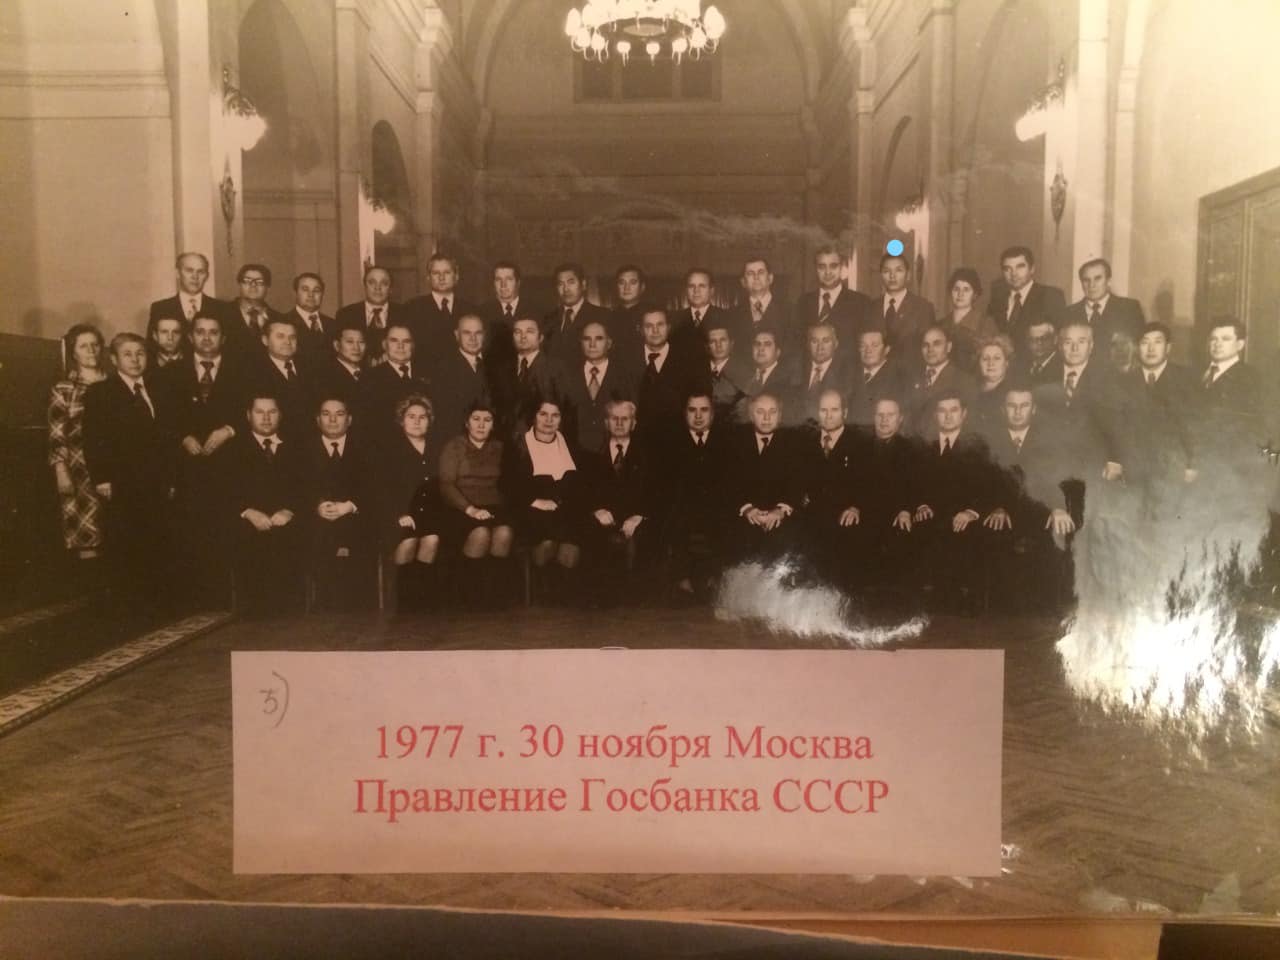 3)
1977 г. 30 ноября Москва
Правление Госбанка СССР